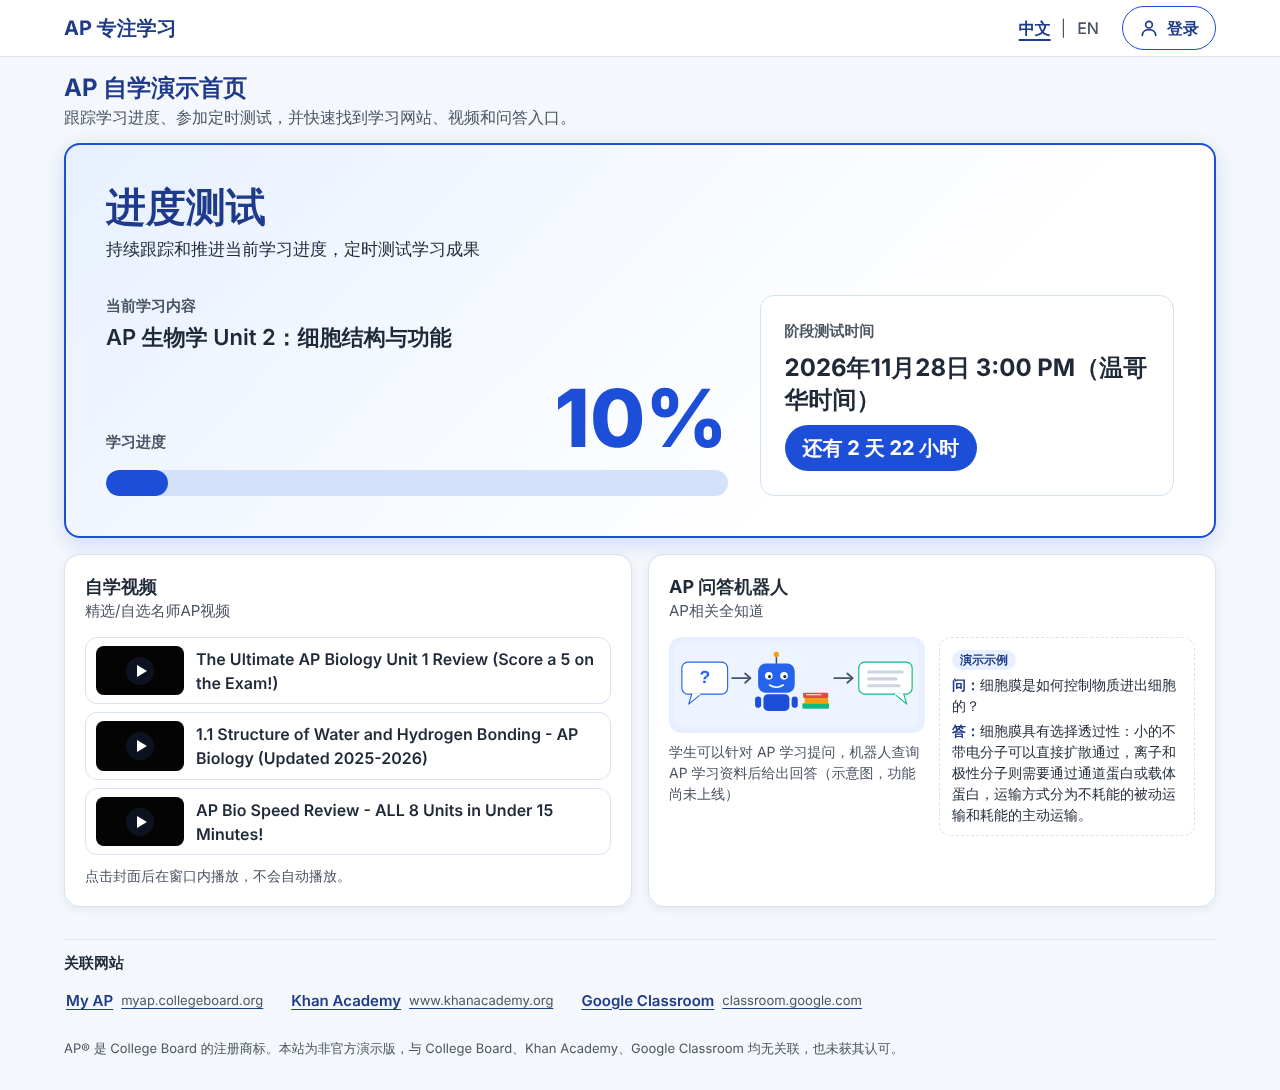 AP 专注学习
中文 | EN
登录
AP 自学演示首页
跟踪学习进度、参加定时测试，并快速找到学习网站、视频和问答入口。
进度测试
持续跟踪和推进当前学习进度，定时测试学习成果
当前学习内容
AP 生物学 Unit 2：细胞结构与功能
10%
学习进度
阶段测试时间
2026年11月28日 3:00 PM（温哥
华时间）
还有 2 天 22 小时
自学视频
精选/自选名师AP视频
The Ultimate AP Biology Unit 1 Review (Score a 5 on
the Exam!)
1.1 Structure of Water and Hydrogen Bonding - AP
Biology (Updated 2025-2026)
AP Bio Speed Review - ALL 8 Units in Under 15
Minutes!
点击封面后在窗口内播放，不会自动播放。
AP 问答机器人
AP相关全知道
?
学生可以针对 AP 学习提问，机器人查询
AP 学习资料后给出回答（示意图，功能
尚未上线）
演示示例
问：细胞膜是如何控制物质进出细胞
的？
答：细胞膜具有选择透过性：小的不
带电分子可以直接扩散通过，离子和
极性分子则需要通过通道蛋白或载体
蛋白，运输方式分为不耗能的被动运
输和耗能的主动运输。
关联网站
My AP myap.collegeboard.org
Khan Academy www.khanacademy.org
Google Classroom classroom.google.com
AP® 是 College Board 的注册商标。本站为非官方演示版，与 College Board、Khan Academy、Google Classroom 均无关联，也未获其认可。